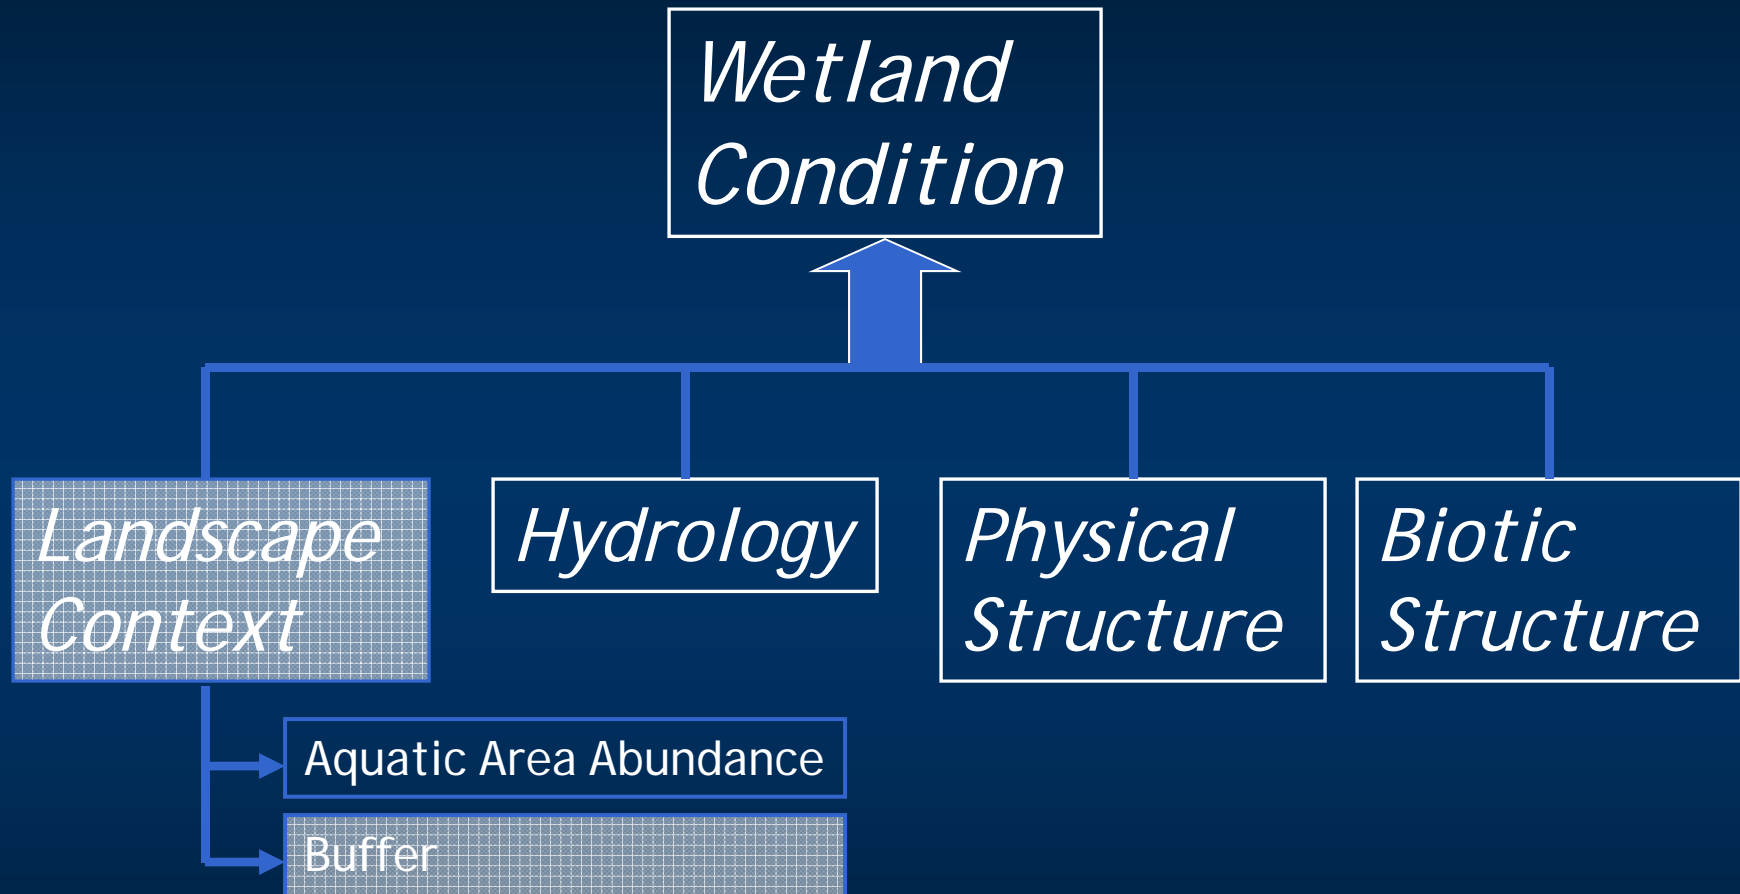 Wetland
Condition
Landscape
Context
Hydrology
Physical
Structure
Biotic
Structure
Aquatic Area Abundance
Buffer